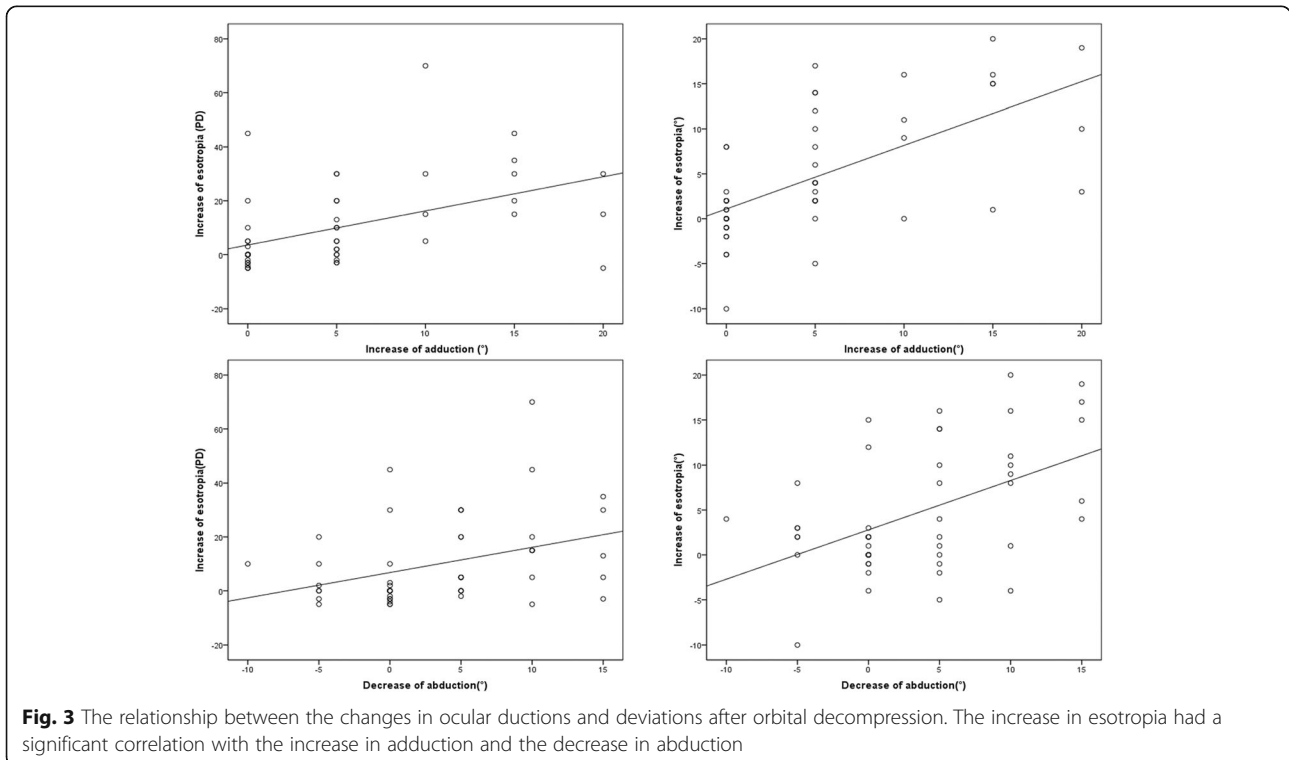 80
60
40
20
0
-20
Increase of esotropia (PD)
0 5 10 15 20
Increase of adduction (°)
20
15
10
5
0
-5
-10
Increase of esotropia(°)
0 5 10 15 20
Increase of adduction(°)
80
60
40
20
0
-20
Increase of esotropia(PD)
-10 -5 0 5 10 15
Decrease of abduction(°)
20
15
10
5
0
-5
-10
Increase of esotropia(°)
-10 -5 0 5 10 15
Decrease of abduction(°)
Fig. 3 The relationship between the changes in ocular ductions and deviations after orbital decompression. The increase in esotropia had a
significant correlation with the increase in adduction and the decrease in abduction